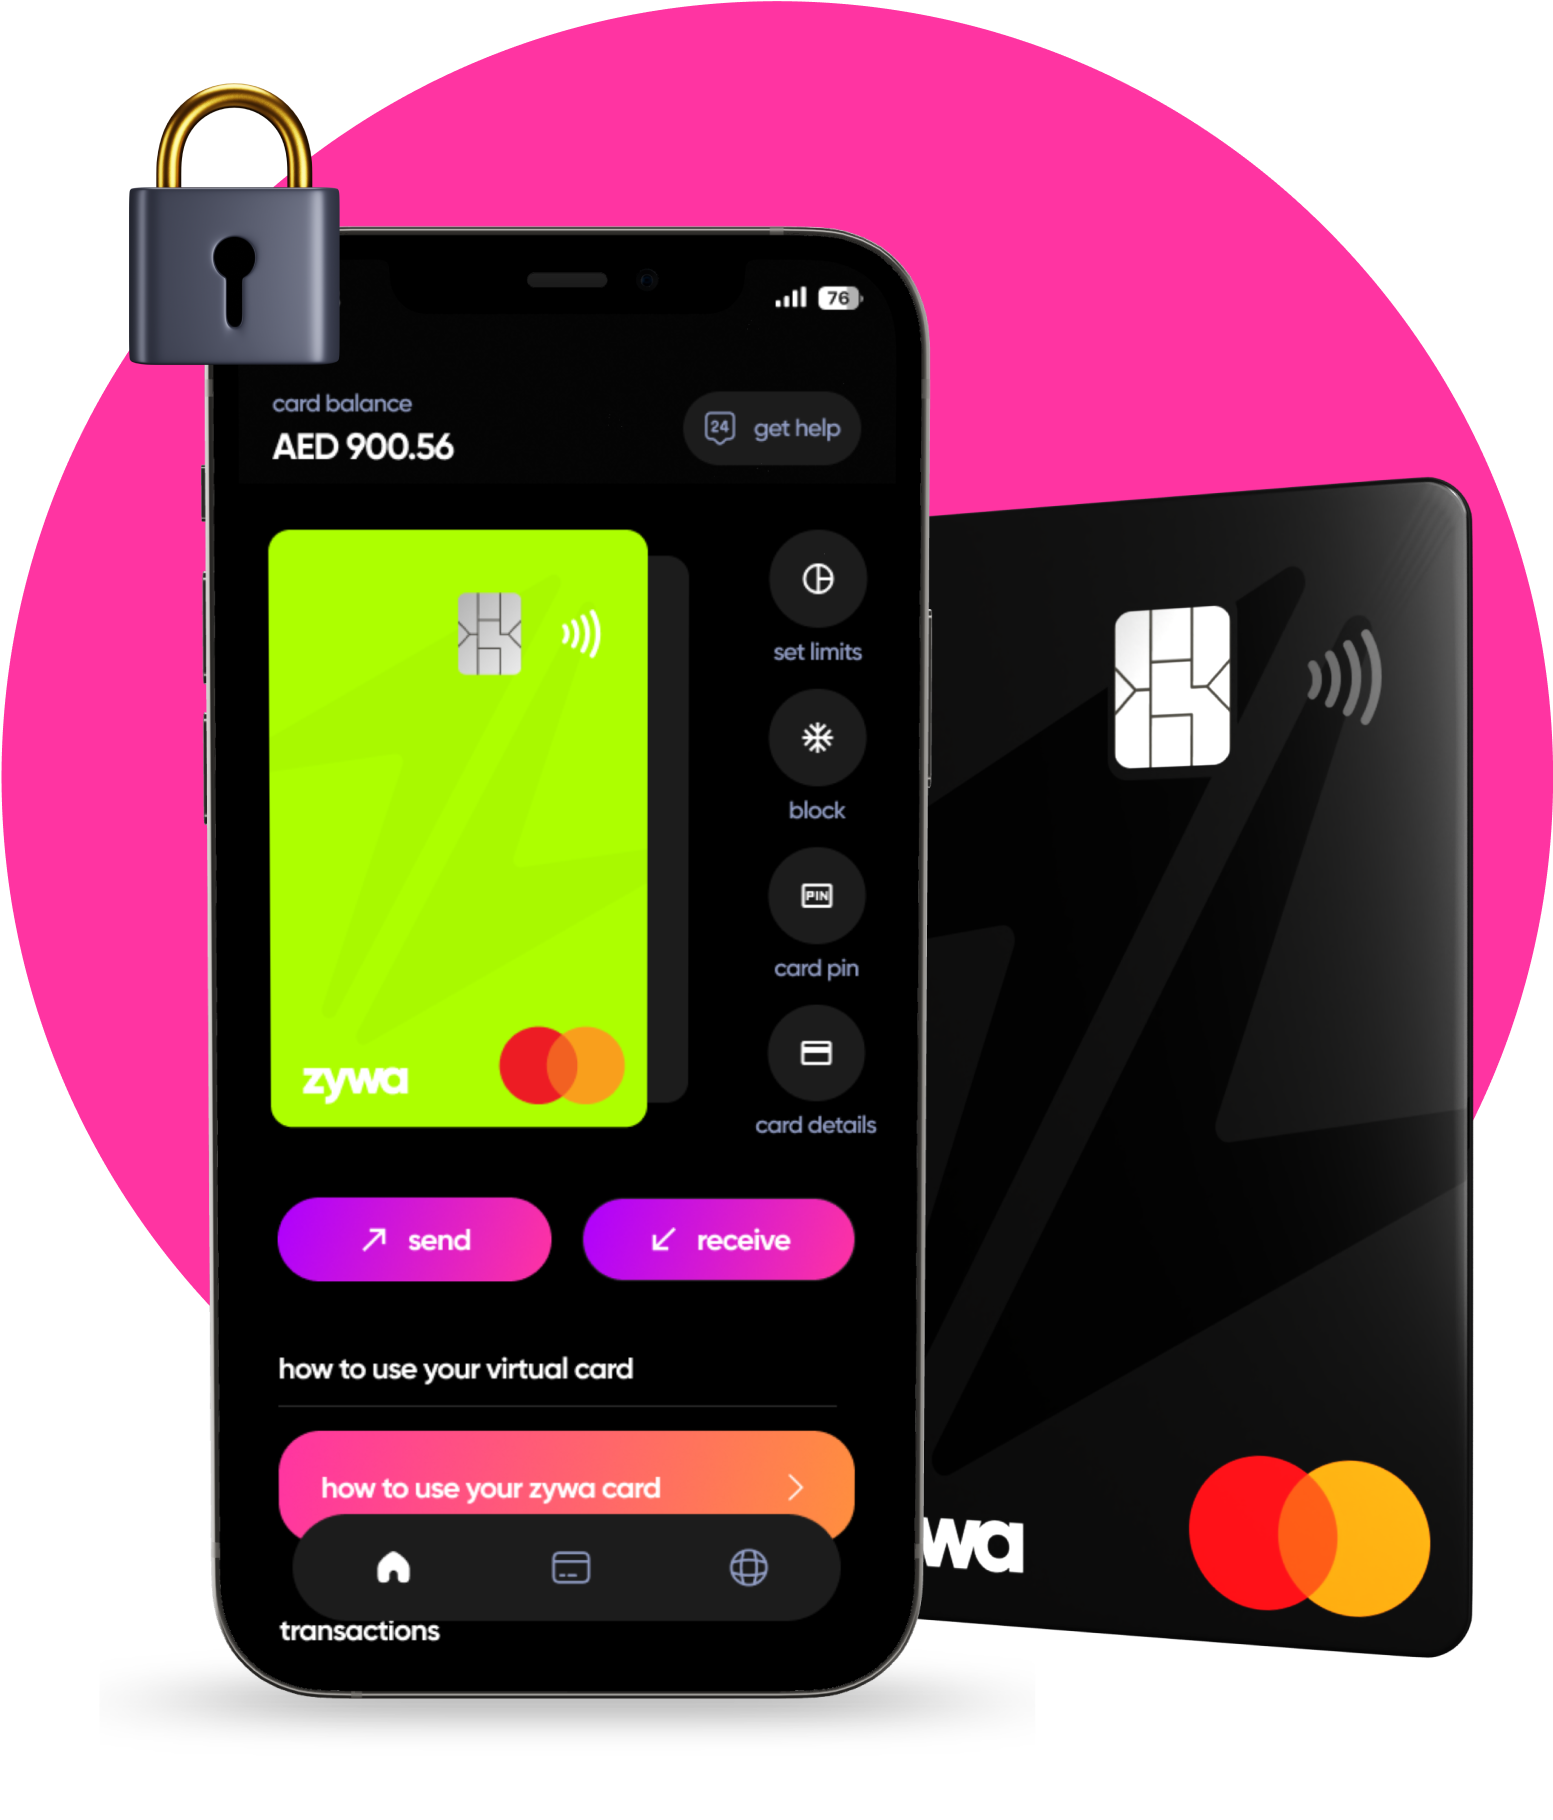 76
card balance
AED 900.56
24 get help
set limits
block
PIN
card pin
card details
zywa
send
receive
how to use your virtual card
how to use your zywa card
transactions
wa